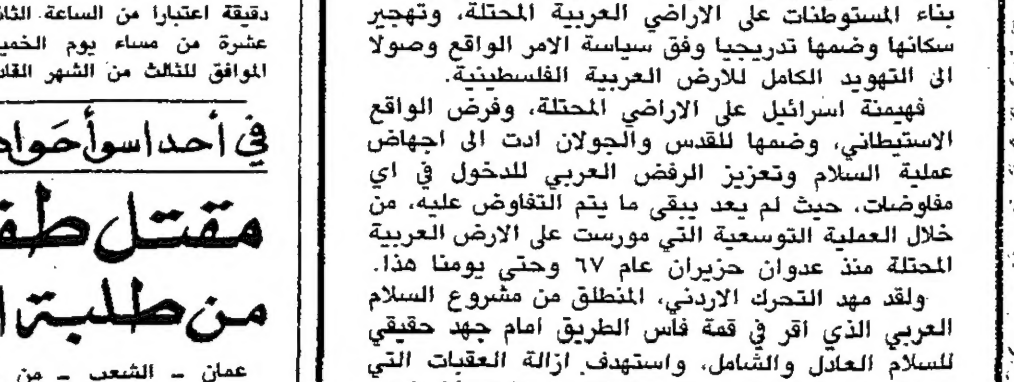 بناء المستوطنات على الاراضي العربية المحتلة، وتهجير
سكانها وضمها تدريجيا وفق سياسة الامر الواقع وصولا
الى التهويد الكامل للارض العربية الفلسطينية.
فهيمنة اسرائيل على الاراضي المحتلة، وفرض الواقع
الاستيطاني، وضمها للقدس والجولان ادت الى اجهاض
عملية السلام وتعزيز الرفض العربي للدخول في اي
مفاوضات، حيث لم يعد يبقى ما يتم التفاوض عليه، من
خلال العملية التوسعية التي مورست على الارض العربية
المحتلة منذ عدوان حزيران عام ٦٧ وحتى يومنا هذا.
ولقد مهد التحرك الاردني، المنطلق من مشروع السلام
العربي الذي اقر في قمة فاس الطريق امام جهد حقيقي
للسلام العادل والشامل، واستهدف ازالة العقبات التي
دقيقة اعتبارا من الساعة
عشرة من مساء يوم
الموافق للثالث من الشهر
في أحد اسوأ
مقتل
من طلبة
عمان - الشعب - من